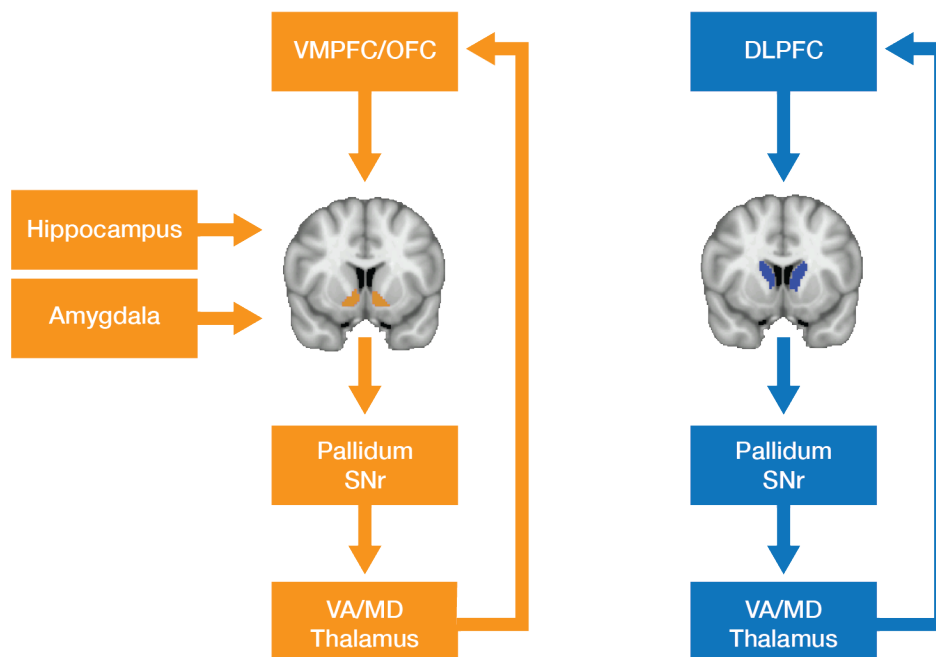 VMPFC/OFC
Hippocampus
Amygdala
Pallidum
SNr
VA/MD
Thalamus
DLPFC
Pallidum
SNr
VA/MD
Thalamus